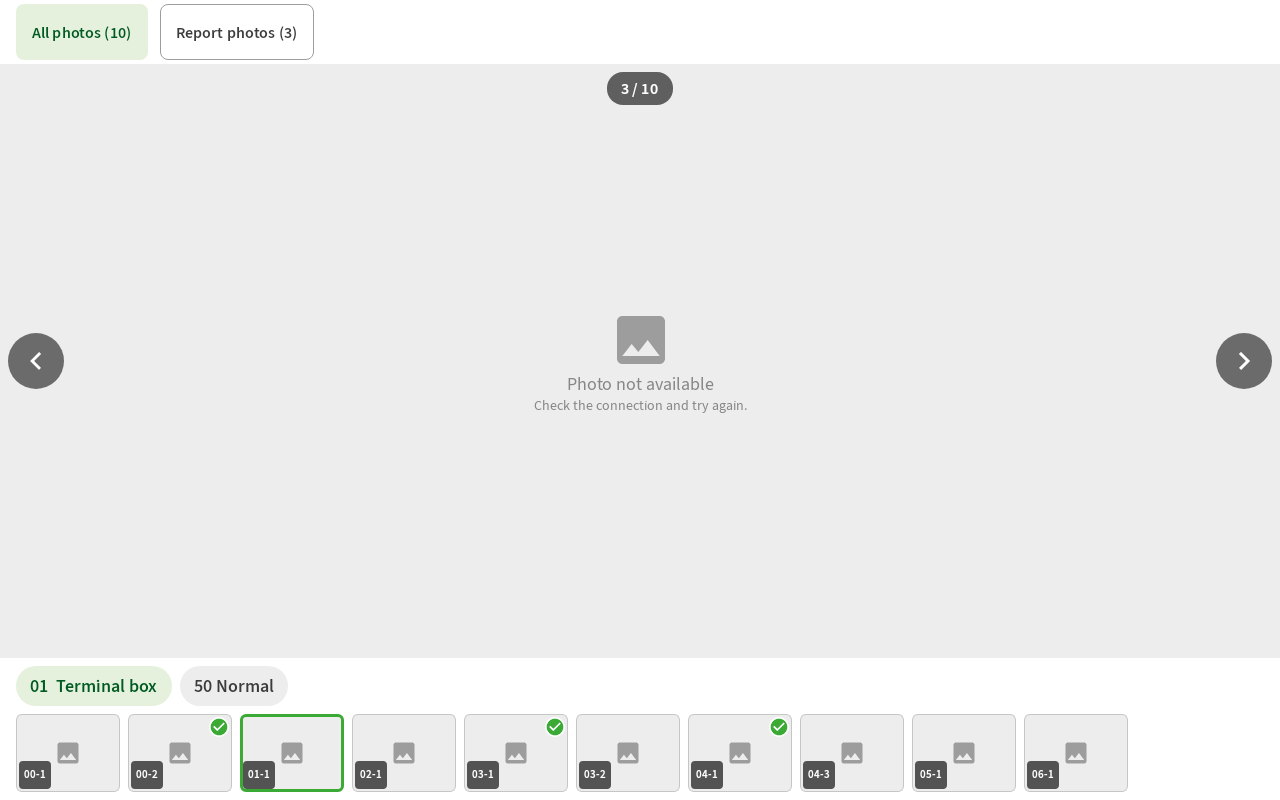 All photos (10)
Report photos (3)
3 / 10
Photo not available
Check the connection and try again.
01 Terminal box
50 Normal
00-1
00-2
01-1
02-1
03-1
03-2
04-1
04-3
05-1
06-1